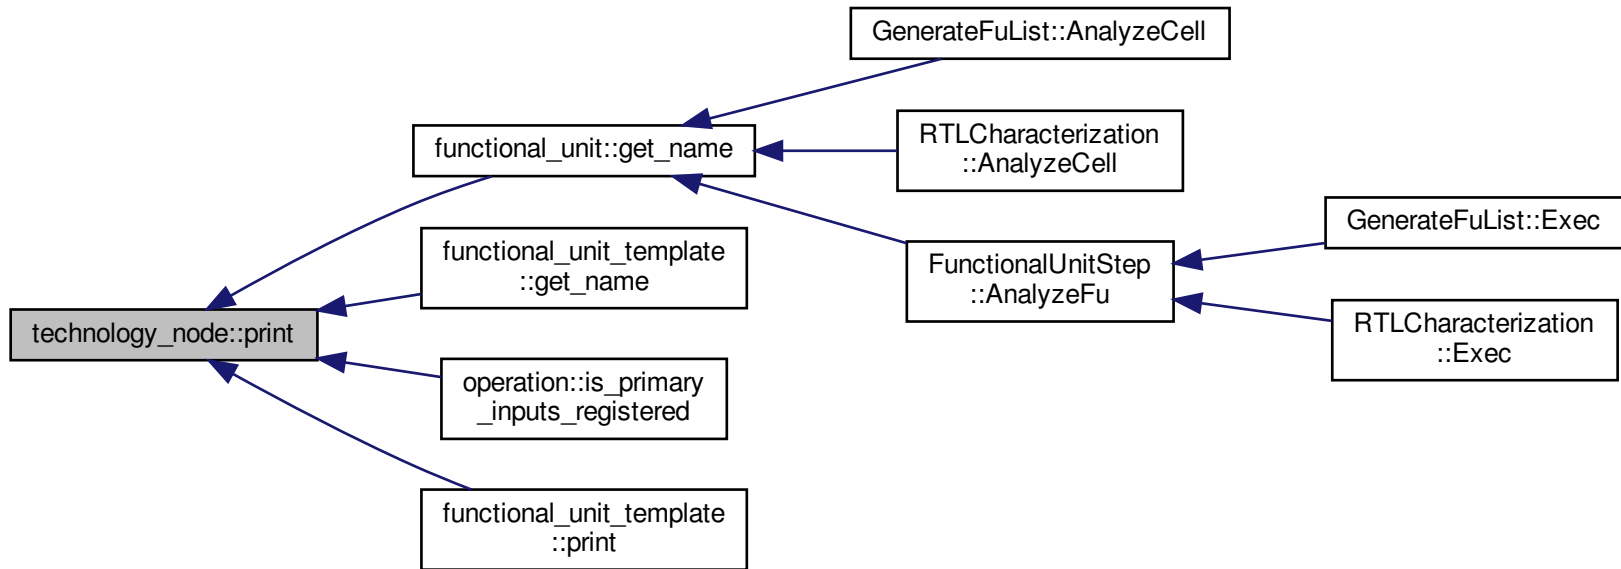 GenerateFuList::AnalyzeCell
RTLCharacterization
::AnalyzeCell
functional_unit::get_name
GenerateFuList::Exec
functional_unit_template
::get_name
FunctionalUnitStep
::AnalyzeFu
RTLCharacterization
::Exec
technology_node::print
operation::is_primary
_inputs_registered
functional_unit_template
::print